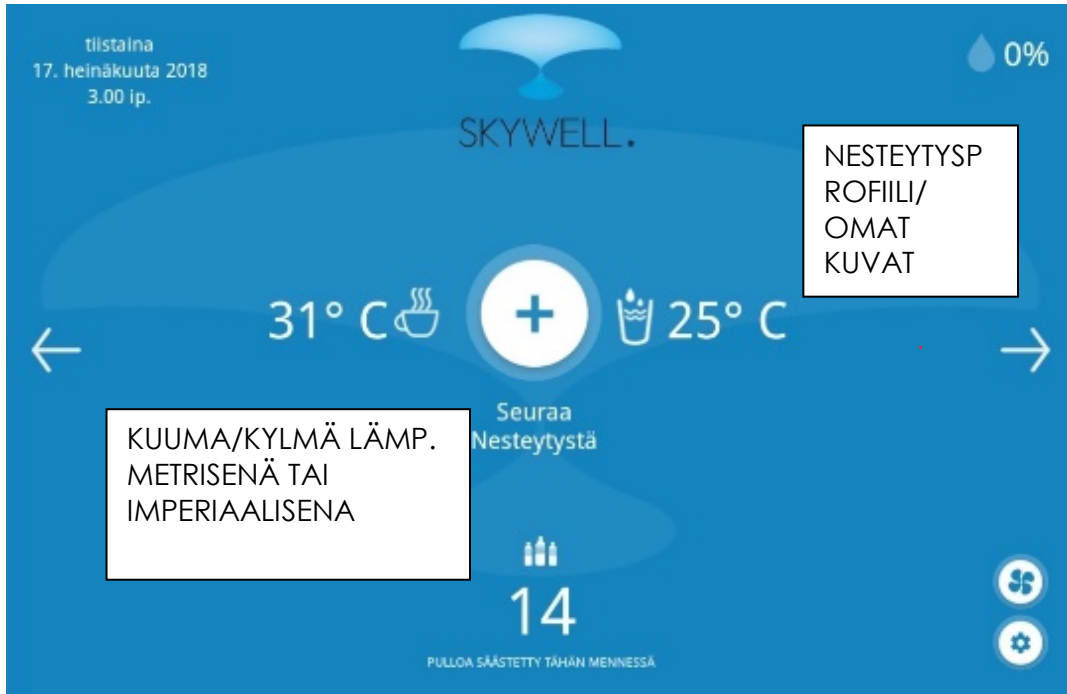 tiistaina
17. heinäkuuta 2018
3.00 ip.
0%
SKYWELL.
NESTEYTYSP
ROFIILI/
OMAT
KUVAT
31° C
+
25° C
Seuraa
Nesteytystä
KUUMA/KYLMÄ LÄMP.
METRISENÄ TAI
IMPERIAALISENA
14
PULLOA SÄÄSTETTY TÄHÄN MENNESSÄ